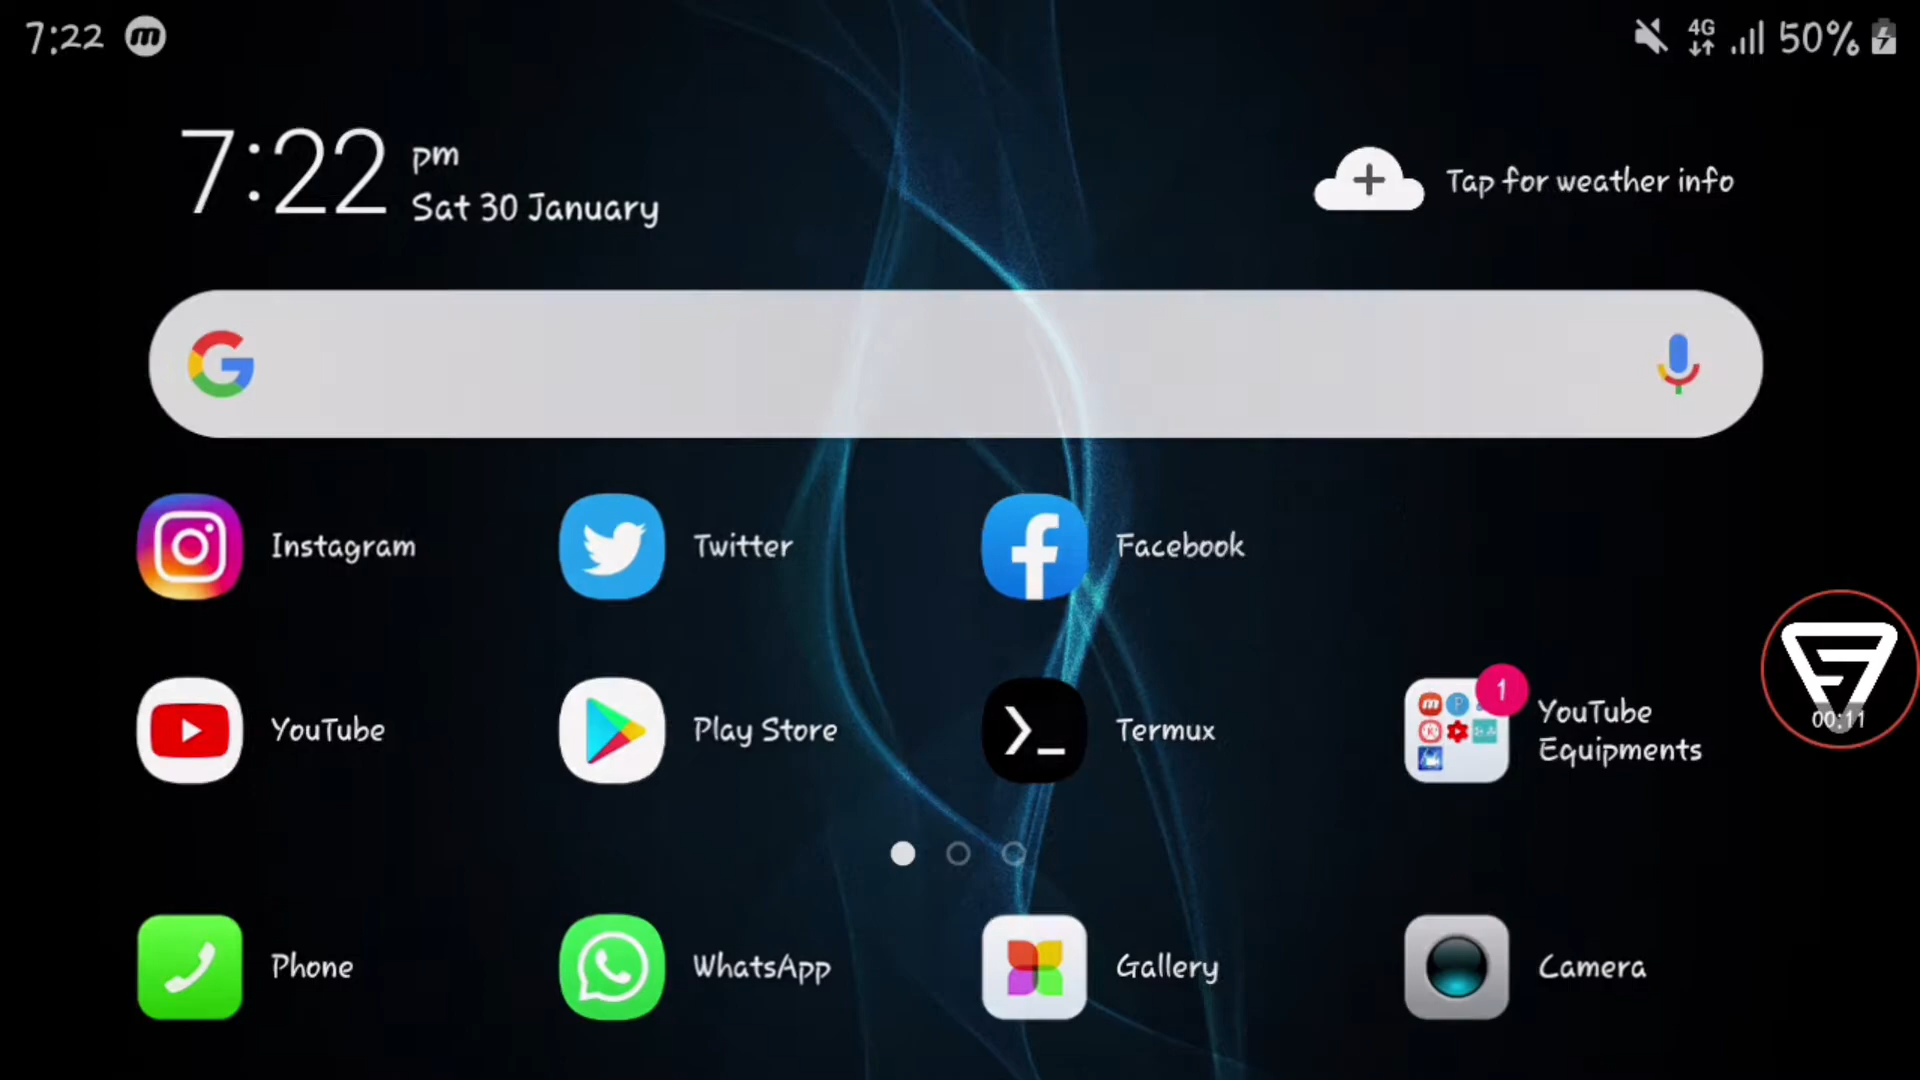 7:22
4G 50%
7:22 pm
Sat 30 January
Tap for weather info
Instagram
Twitter
Facebook
YouTube
Play Store
Termux
1
YouTube
Equipments
00:11
Phone
WhatsApp
Gallery
Camera